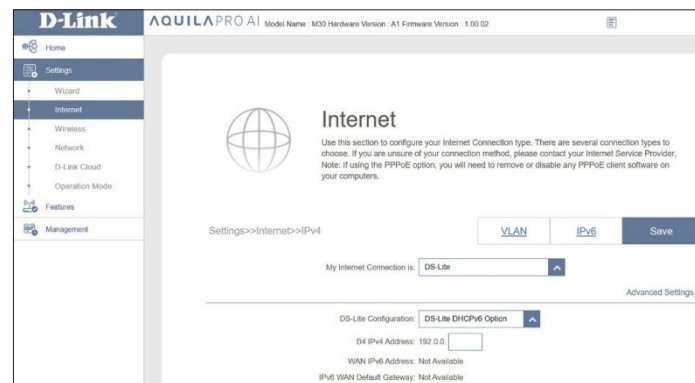 D-Link
AQUILA PRO AI Model Name : M30 Hardware Version : A1 Firmware Version : 1.00.02
Home
Settings
Wizard
Internet
Wireless
Network
D-Link Cloud
Operation Mode
Features
Management
Internet
Use this section to configure your Internet Connection type. There are several connection types to
choose. If you are unsure of your connection method, please contact your Internet Service Provider.
Note: If using the PPPoE option, you will need to remove or disable any PPPoE client software on
your computers.
Settings>>Internet>>IPv4
VLAN
IPv6
Save
My Internet Connection is: DS-Lite
Advanced Settings.
DS-Lite Configuration: DS-Lite DHCPv6 Option
B4 IPv4 Address: 192.0.0.
WAN IPv6 Address: Not Available
IPv6 WAN Default Gateway: Not Available